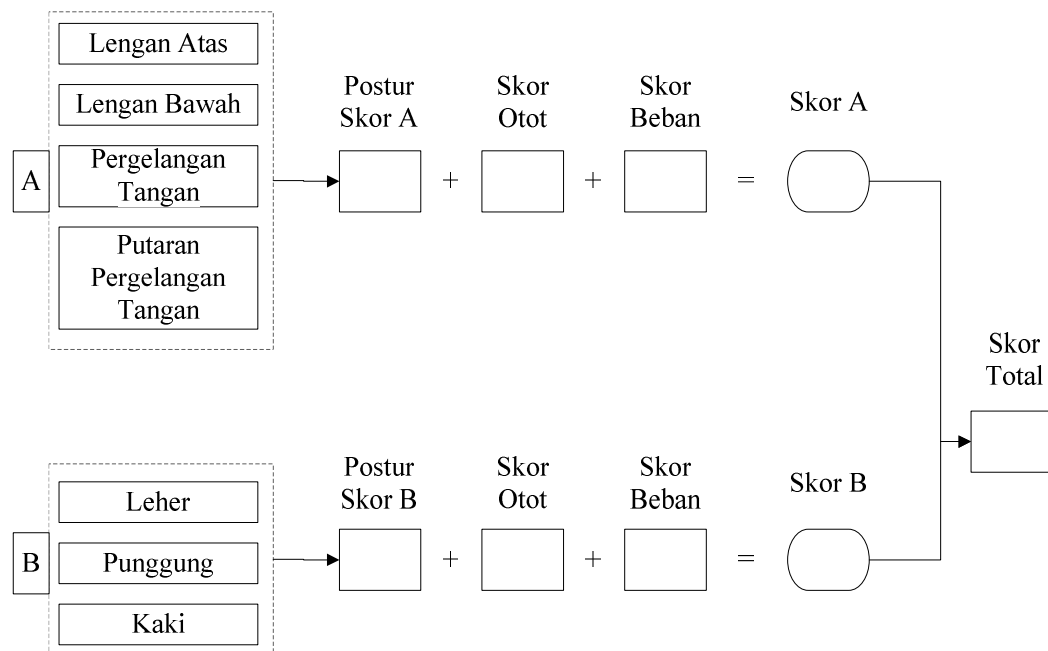 Lengan Atas
Lengan Bawah
A
Pergelangan
Tangan
Putaran
Pergelangan
Tangan
Postur
Skor A
+
Skor
Otot
+
Skor
Beban
=
Skor A
Skor
Total
B
Leher
Punggung
Kaki
Postur
Skor B
+
Skor
Otot
+
Skor
Beban
=
Skor B